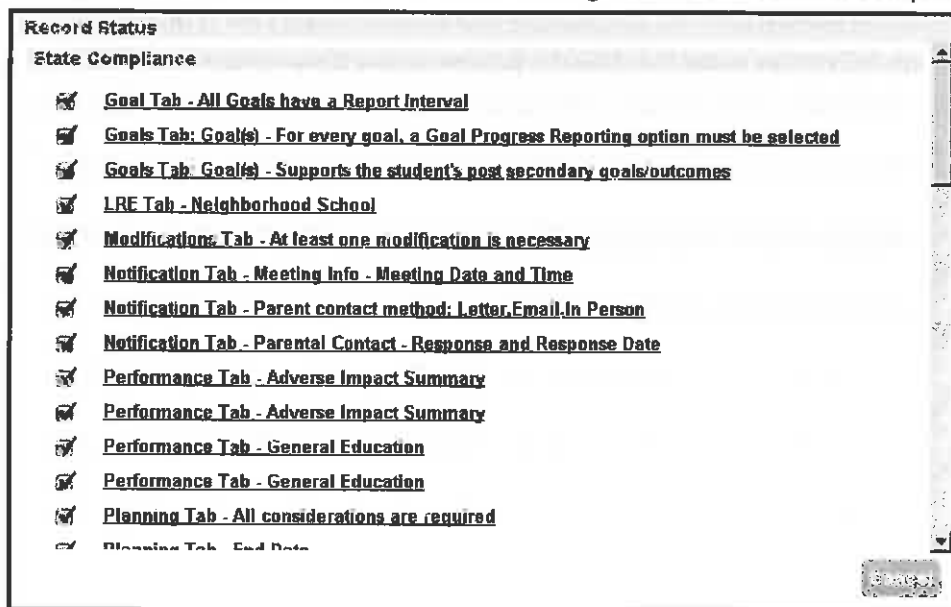 Record Status
State Compliance
Goal Tab - All Goals have a Report Interval
Goals Tab: Goal(s) - For every goal, a Goal Progress Reporting option must be selected
Goals Tab: Goal(s) - Supports the student's post secondary goals/outcomes
LRE Tab - Neighborhood School
Modifications Tab - At least one modification is necessary
Notification Tab - Meeting Info - Meeting Date and Time
Notification Tab - Parent contact method: Letter,Email,In Person
Notification Tab - Parental Contact - Response and Response Date
Performance Tab - Adverse Impact Summary
Performance Tab - Adverse Impact Summary
Performance Tab - General Education
Performance Tab - General Education
Planning Tab - All considerations are required
Planning Tab - End Date